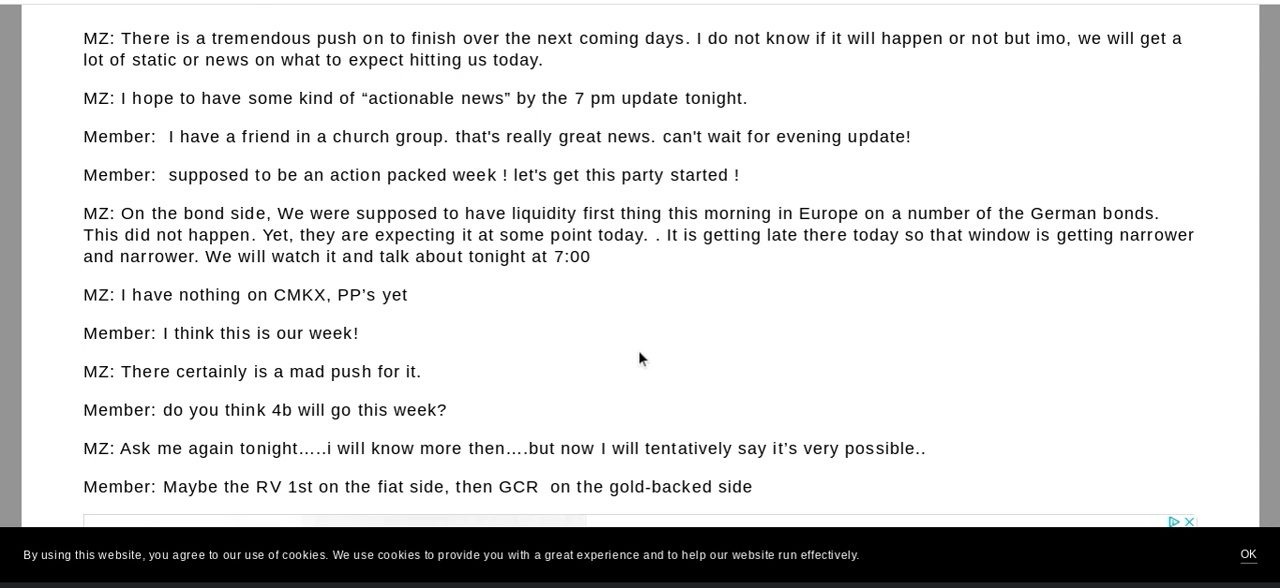 MZ: There is a tremendous push on to finish over the next coming days. I do not know if it will happen or not but imo, we will get a
lot of static or news on what to expect hitting us today.
MZ: I hope to have some kind of “actionable news” by the 7 pm update tonight.
Member:  I have a friend in a church group. that's really great news. can't wait for evening update!
Member:  supposed to be an action packed week ! let's get this party started !
MZ: On the bond side, We were supposed to have liquidity first thing this morning in Europe on a number of the German bonds.
This did not happen. Yet, they are expecting it at some point today. . It is getting late there today so that window is getting narrower
and narrower. We will watch it and talk about tonight at 7:00
MZ: I have nothing on CMKX, PP’s yet
Member: I think this is our week!
MZ: There certainly is a mad push for it.
Member: do you think 4b will go this week?
MZ: Ask me again tonight…..i will know more then….but now I will tentatively say it’s very possible..
Member: Maybe the RV 1st on the fiat side, then GCR  on the gold-backed side
By using this website, you agree to our use of cookies. We use cookies to provide you with a great experience and to help our website run effectively.
OK